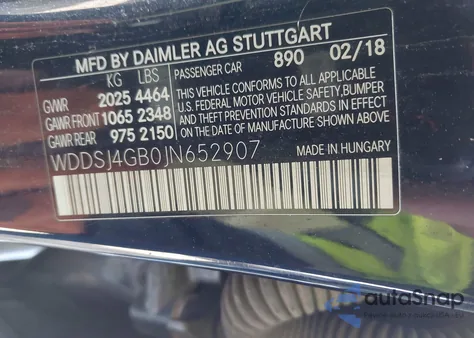 MFD BY DAIMLER AG STUTTGART
KG LBS PASSENGER CAR 890 02/18
GVWR 2025 4464
GAWR FRONT 1065 2348
GAWR REAR 975 2150
THIS VEHICLE CONFORMS TO ALL APPLICABLE
U.S. FEDERAL MOTOR VEHICLE SAFETY, BUMPER
AND THEFT PREVENTION STANDARDS IN EFFECT
ON THE DATE OF MANUFACTURE SHOWN ABOVE.
WDDSJ4GB0JN652907 MADE IN HUNGARY
autoSnap